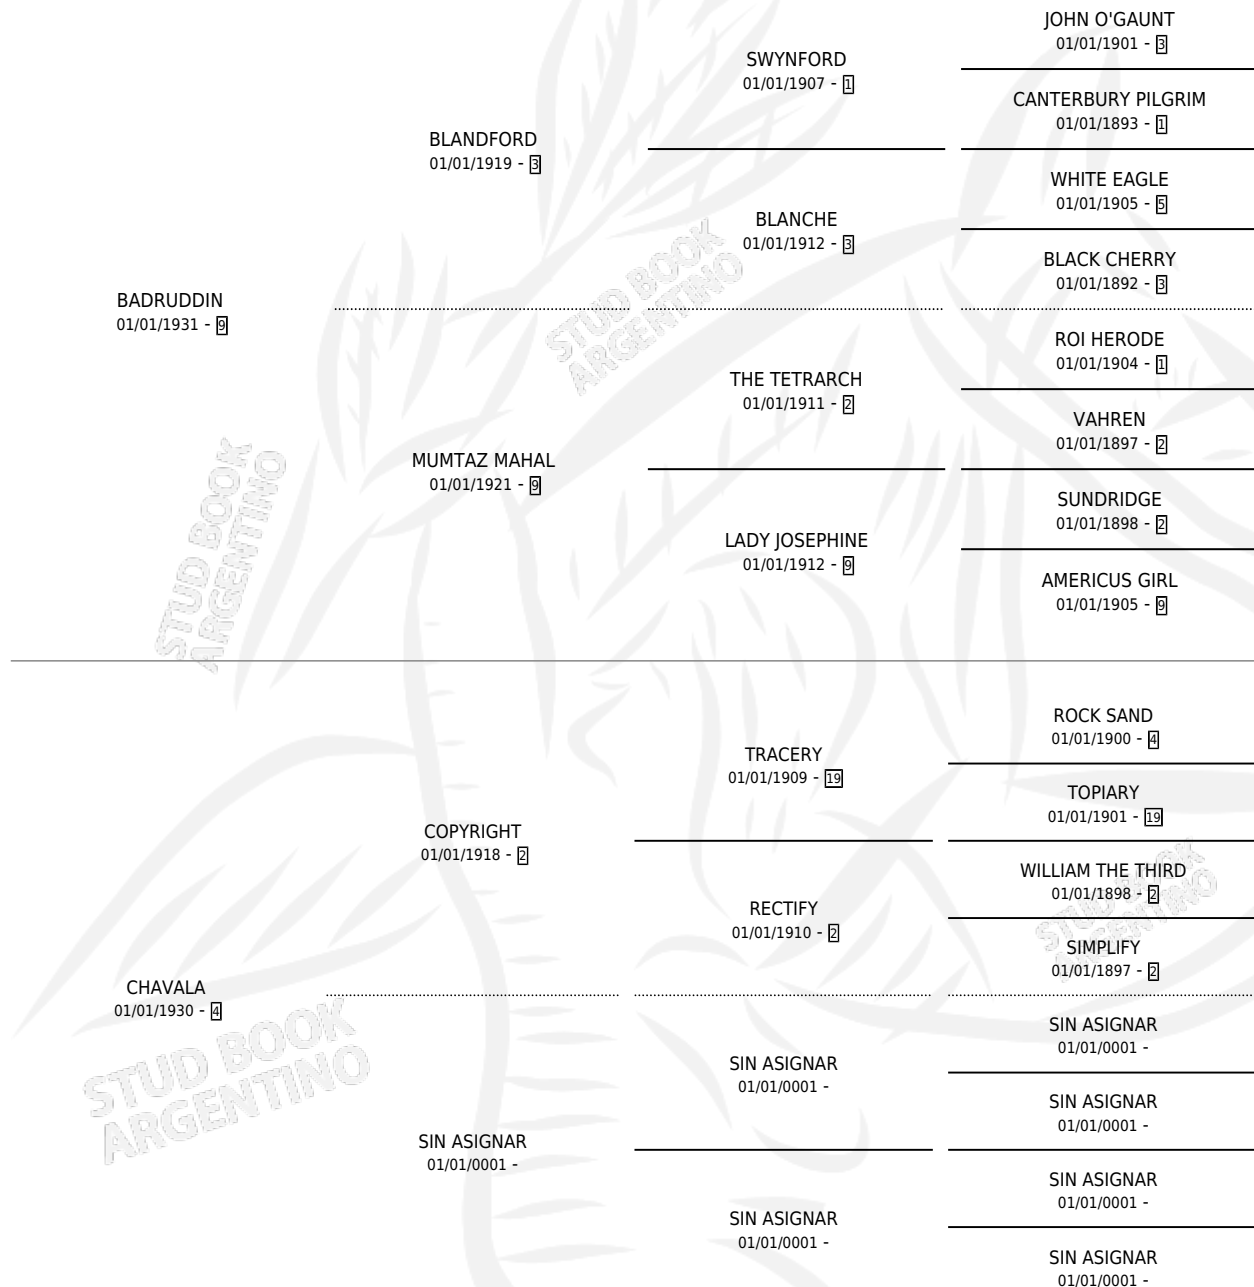 JOHN O'GAUNT
01/01/1901 - 3
SWYNFORD
01/01/1907 - 1
CANTERBURY PILGRIM
01/01/1893 - 1
BLANDFORD
01/01/1919 - 3
WHITE EAGLE
01/01/1905 - 5
BLANCHE
01/01/1912 - 3
BLACK CHERRY
01/01/1892 - 3
BADRUDDIN
01/01/1931 - 9
STUD BOOK
ARGENTINO
ROI HERODE
01/01/1904 - 1
THE TETRARCH
01/01/1911 - 2
VAHREN
01/01/1897 - 2
MUMTAZ MAHAL
01/01/1921 - 9
SUNDRIDGE
01/01/1898 - 2
LADY JOSEPHINE
01/01/1912 - 9
AMERICUS GIRL
01/01/1905 - 9
STUD BOOK
ARGENTINO
ROCK SAND
01/01/1900 - 4
TRACERY
01/01/1909 - 19
TOPIARY
01/01/1901 - 19
COPYRIGHT
01/01/1918 - 2
WILLIAM THE THIRD
01/01/1898 - 2
RECTIFY
01/01/1910 - 2
SIMPLIFY
01/01/1897 - 2
STUD BOOK
ARGENTINO
CHAVALA
01/01/1930 - 4
SIN ASIGNAR
01/01/0001 -
SIN ASIGNAR
01/01/0001 -
SIN ASIGNAR
01/01/0001 -
STUD BOOK
ARGENTINO
SIN ASIGNAR
01/01/0001 -
SIN ASIGNAR
01/01/0001 -
SIN ASIGNAR
01/01/0001 -
SIN ASIGNAR
01/01/0001 -